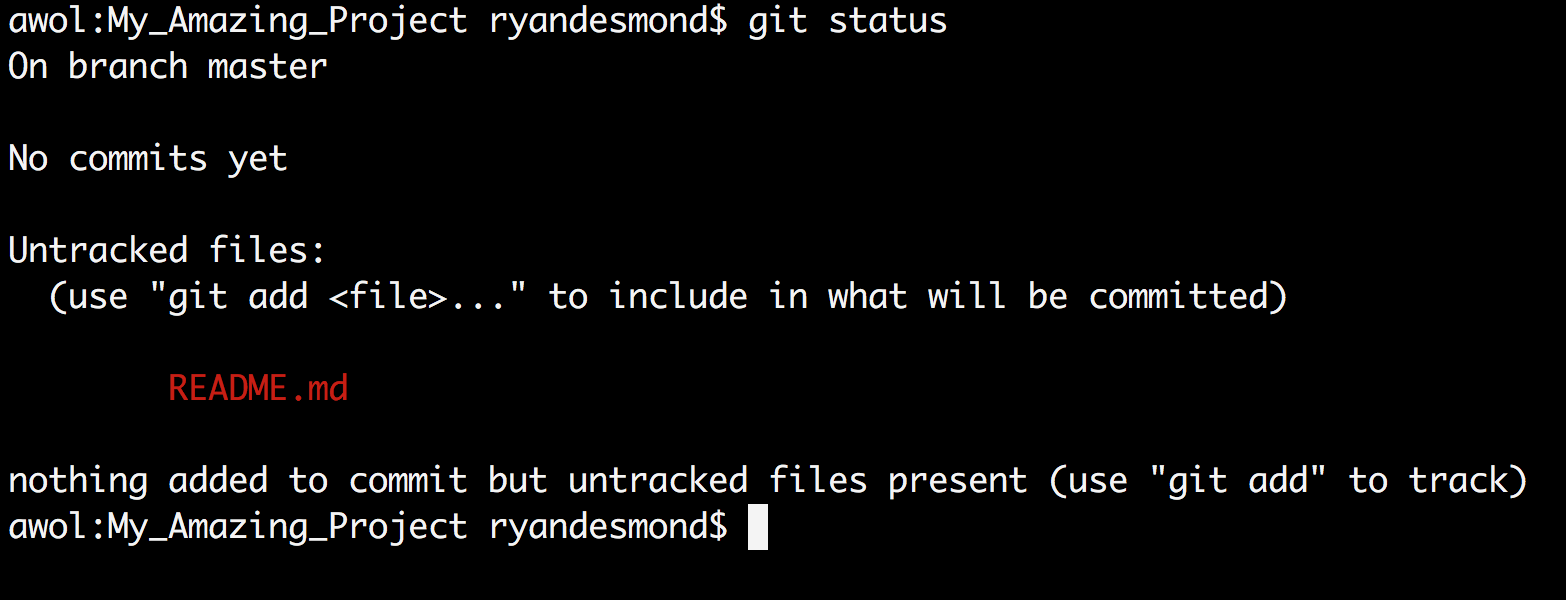 awol:My_Amazing_Project ryandesmond$ git status
On branch master
No commits yet
Untracked files:
(use "git add <file>..." to include in what will be committed)
README.md
nothing added to commit but untracked files present (use "git add" to track)
awol:My_Amazing_Project ryandesmond$